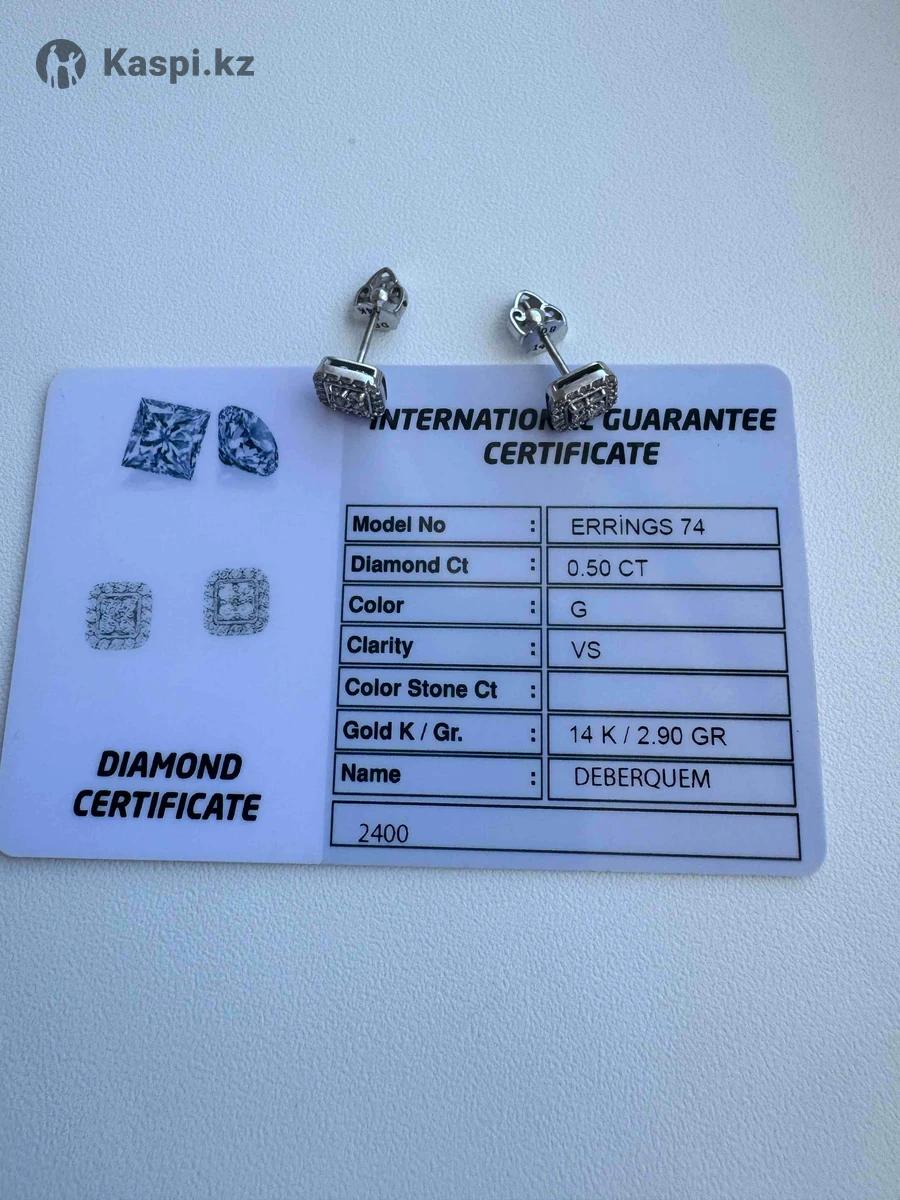 Kaspi.kz
INTERNATIONAL GUARANTEE
CERTIFICATE
Model No : ERRİNGS 74
Diamond Ct : 0.50 CT
Color : G
Clarity : VS
Color Stone Ct :
Gold K / Gr. : 14 K / 2.90 GR
Name : DEBERQUEM
2400
DIAMOND
CERTIFICATE